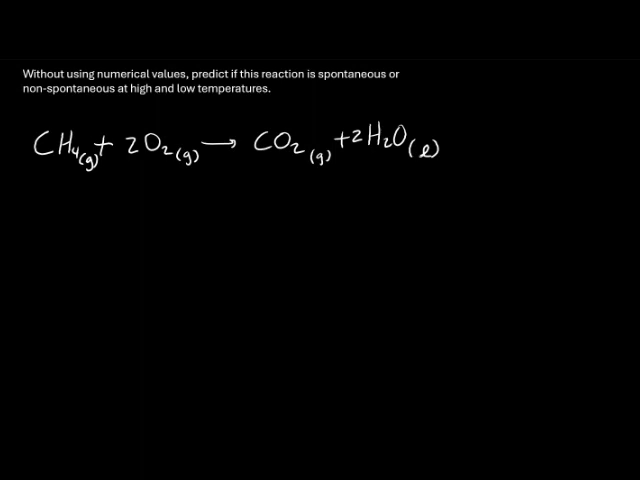 Without using numerical values, predict if this reaction is spontaneous or
non-spontaneous at high and low temperatures.
CH₄(g) + 2O₂(g) → CO₂(g) + 2H₂O(l)